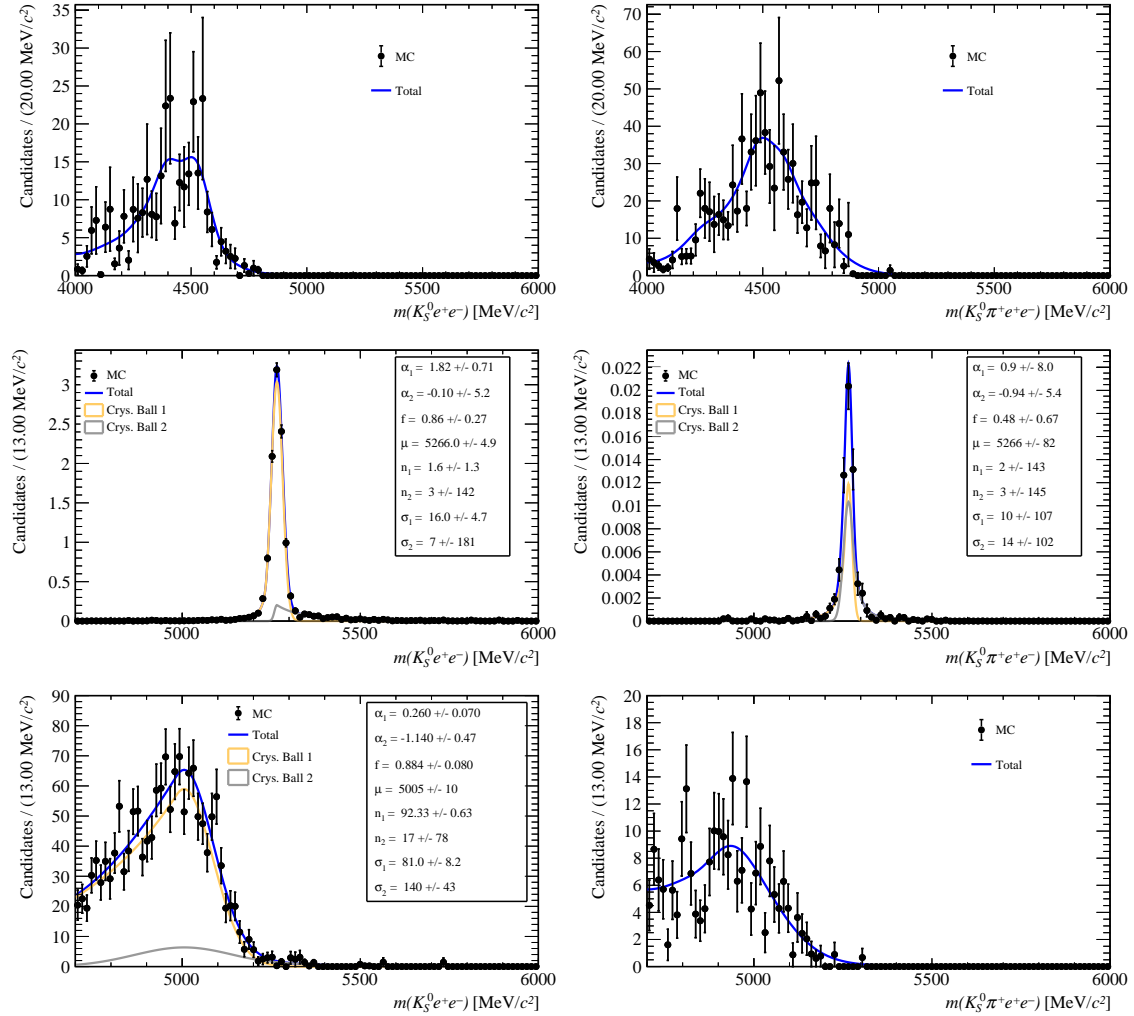 Candidates / (20.00 MeV/c²)
35
30
25
20
15
10
5
0
MC
Total
4000 4500 5000 5500 6000
m(K_S^0 e⁺e⁻) [MeV/c²]
Candidates / (20.00 MeV/c²)
70
60
50
40
30
20
10
0
MC
Total
4000 4500 5000 5500 6000
m(K_S^0 π⁺e⁺e⁻) [MeV/c²]
Candidates / (13.00 MeV/c²)
3
2.5
2
1.5
1
0.5
0
MC
Total
Crys. Ball 1
Crys. Ball 2
α₁ = 1.82 +/- 0.71
α₂ = -0.10 +/- 5.2
f = 0.86 +/- 0.27
μ = 5266.0 +/- 4.9
n₁ = 1.6 +/- 1.3
n₂ = 3 +/- 142
σ₁ = 16.0 +/- 4.7
σ₂ = 7 +/- 181
5000 5500 6000
m(K_S^0 e⁺e⁻) [MeV/c²]
Candidates / (13.00 MeV/c²)
0.022
0.02
0.018
0.016
0.014
0.012
0.01
0.008
0.006
0.004
0.002
0
MC
Total
Crys. Ball 1
Crys. Ball 2
α₁ = 0.9 +/- 8.0
α₂ = -0.94 +/- 5.4
f = 0.48 +/- 0.67
μ = 5266 +/- 82
n₁ = 2 +/- 143
n₂ = 3 +/- 145
σ₁ = 10 +/- 107
σ₂ = 14 +/- 102
5000 5500 6000
m(K_S^0 π⁺e⁺e⁻) [MeV/c²]
Candidates / (13.00 MeV/c²)
90
80
70
60
50
40
30
20
10
0
MC
Total
Crys. Ball 1
Crys. Ball 2
α₁ = 0.260 +/- 0.070
α₂ = -1.140 +/- 0.47
f = 0.884 +/- 0.080
μ = 5005 +/- 10
n₁ = 92.33 +/- 0.63
n₂ = 17 +/- 78
σ₁ = 81.0 +/- 8.2
σ₂ = 140 +/- 43
5000 5500 6000
m(K_S^0 e⁺e⁻) [MeV/c²]
Candidates / (13.00 MeV/c²)
20
18
16
14
12
10
8
6
4
2
0
MC
Total
5000 5500 6000
m(K_S^0 π⁺e⁺e⁻) [MeV/c²]